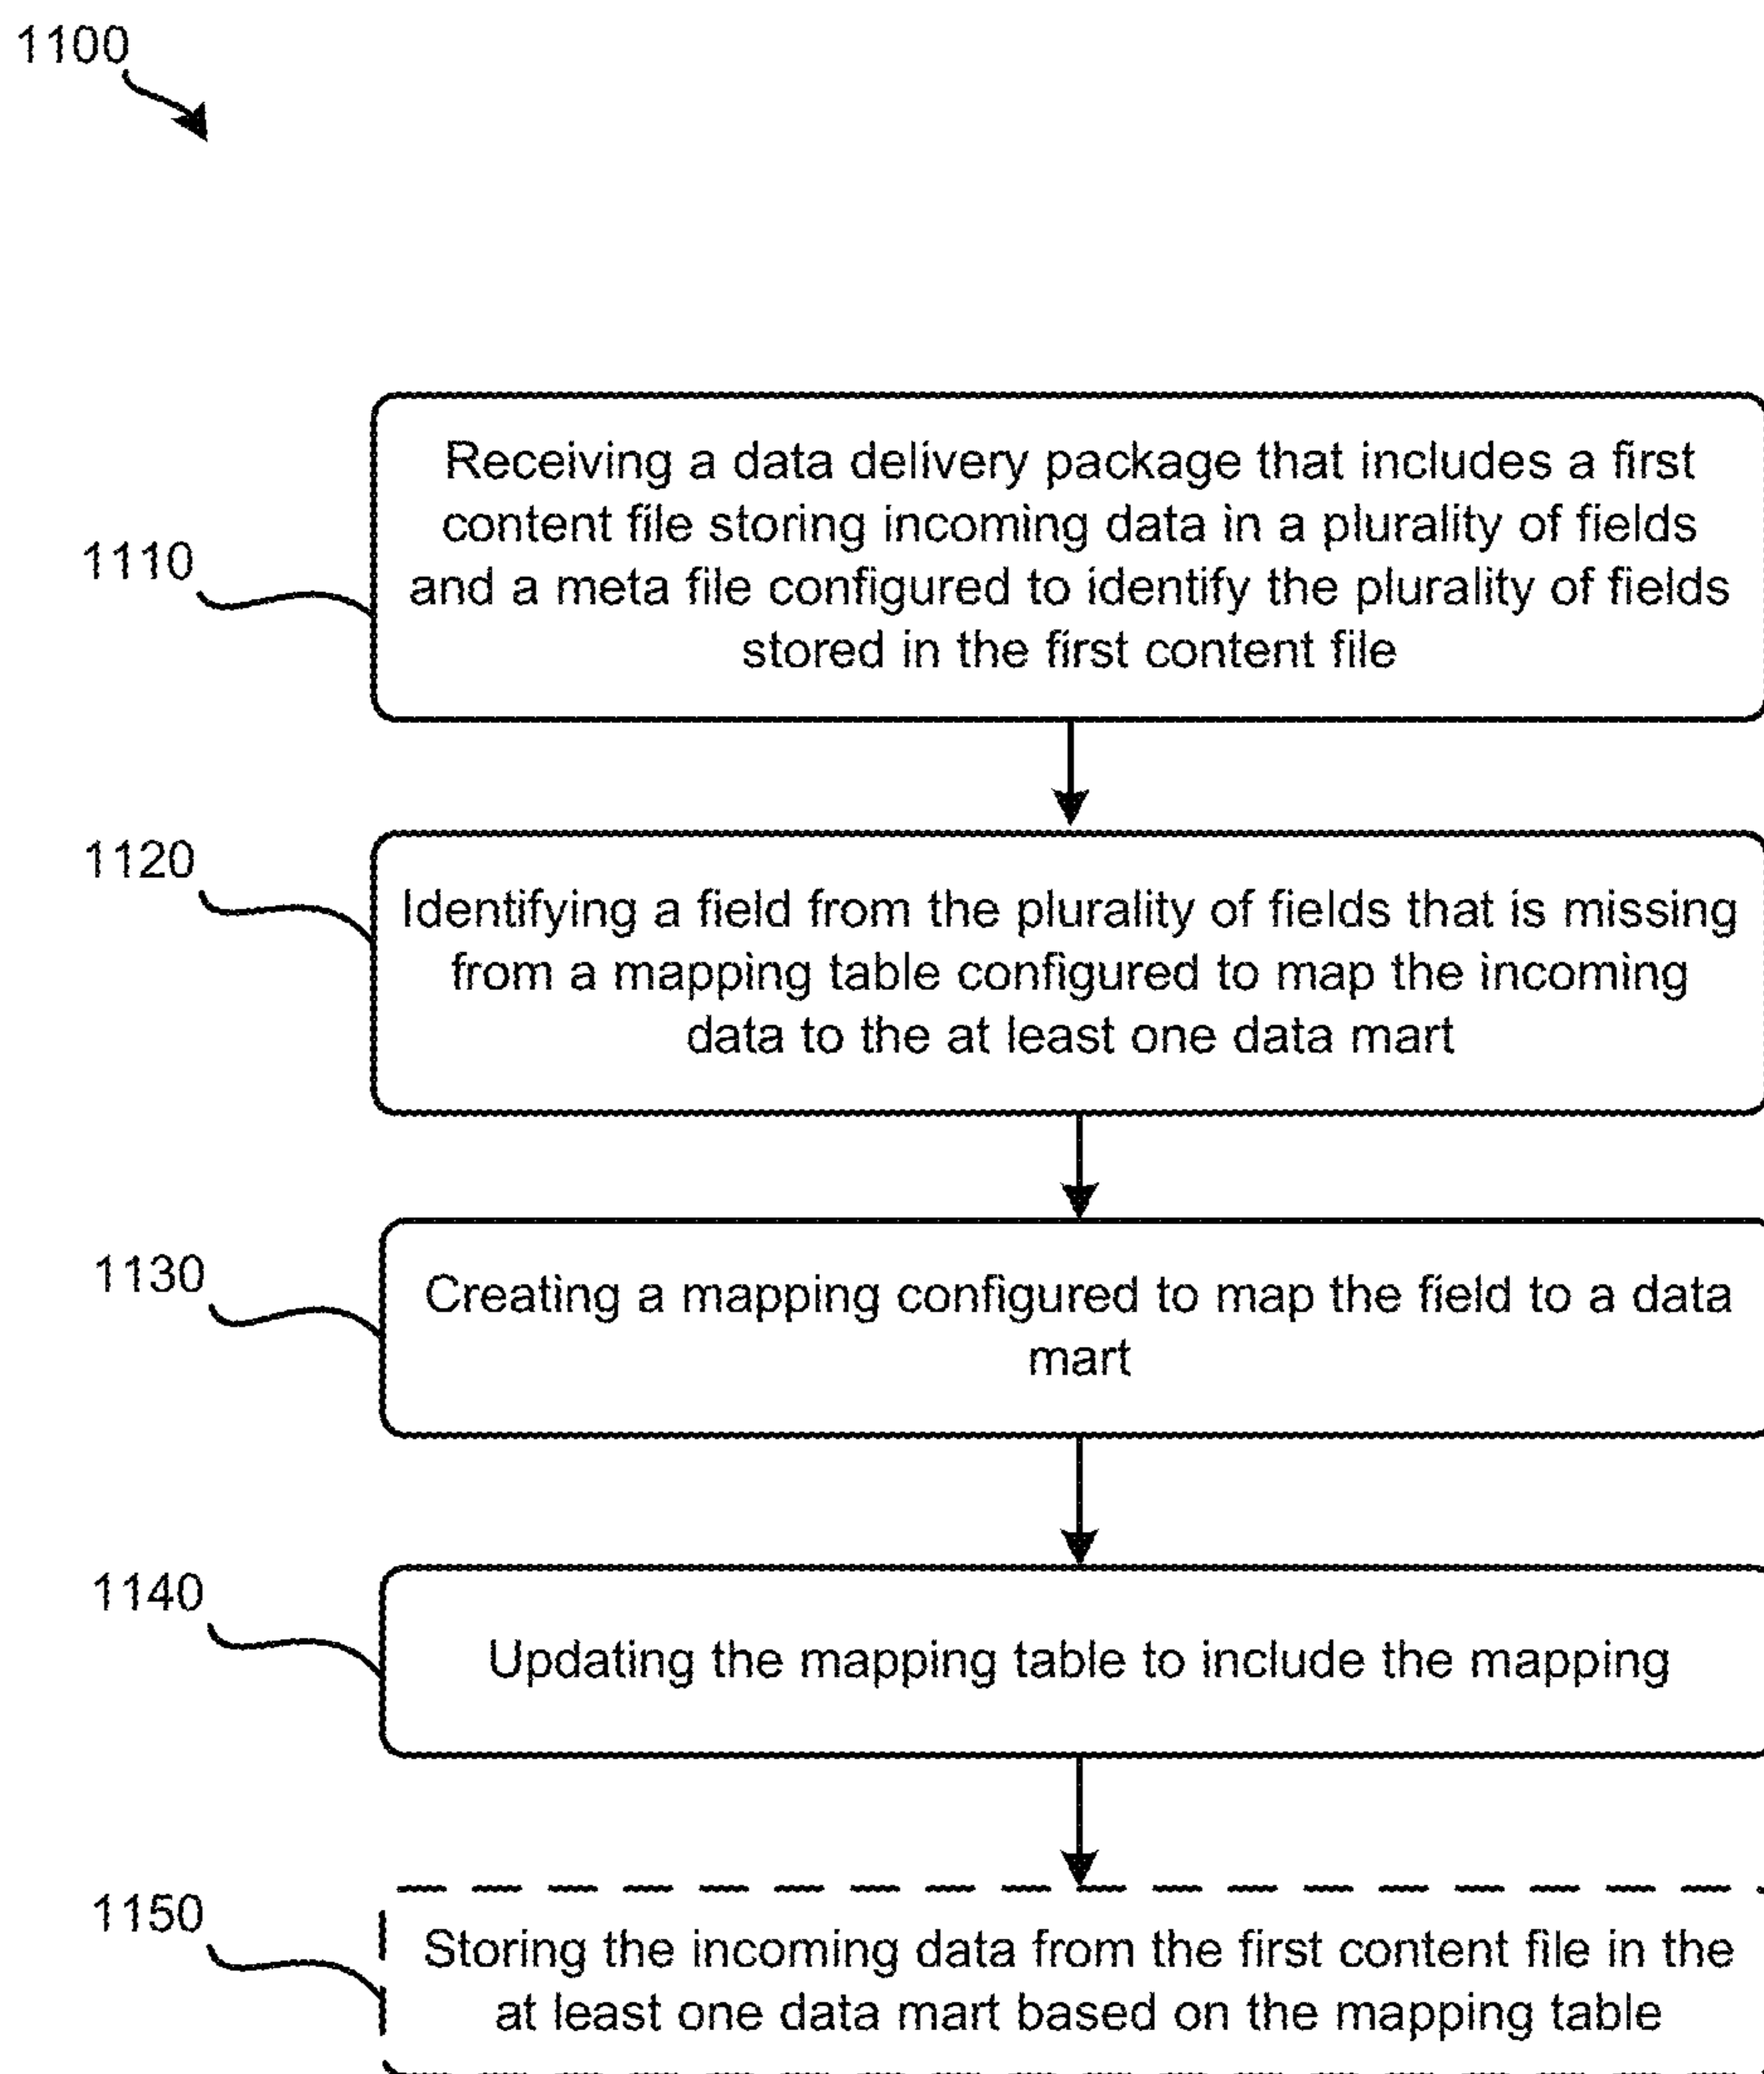 1100
Receiving a data delivery package that includes a first
content file storing incoming data in a plurality of fields
and a meta file configured to identify the plurality of fields
stored in the first content file
1110
1120
Identifying a field from the plurality of fields that is missing
from a mapping table configured to map the incoming
data to the at least one data mart
1130
Creating a mapping configured to map the field to a data
mart
1140
Updating the mapping table to include the mapping
1150
Storing the incoming data from the first content file in the
at least one data mart based on the mapping table